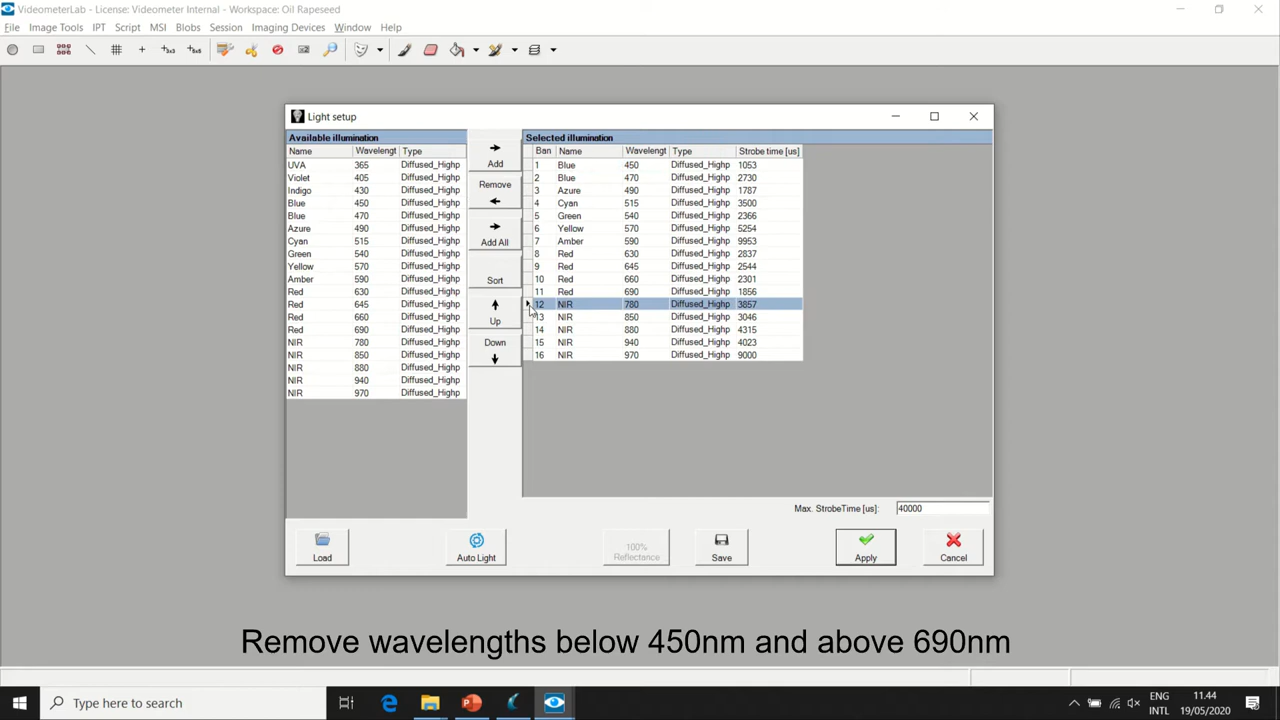 VideometerLab - License: Videometer Internal - Workspace: Oil Rapeseed
File Image Tools IPT Script MSI Blobs Session Imaging Devices Window Help
Light setup
Available illumination
Name Wavelengt Type
UVA 365 Diffused_Highp
Violet 405 Diffused_Highp
Indigo 430 Diffused_Highp
Blue 450 Diffused_Highp
Blue 470 Diffused_Highp
Azure 490 Diffused_Highp
Cyan 515 Diffused_Highp
Green 540 Diffused_Highp
Yellow 570 Diffused_Highp
Amber 590 Diffused_Highp
Red 630 Diffused_Highp
Red 645 Diffused_Highp
Red 660 Diffused_Highp
Red 690 Diffused_Highp
NIR 780 Diffused_Highp
NIR 850 Diffused_Highp
NIR 880 Diffused_Highp
NIR 940 Diffused_Highp
NIR 970 Diffused_Highp
Add
Remove
Add All
Sort
Up
Down
Selected illumination
Ban Name Wavelengt Type Strobe time [us]
1 Blue 450 Diffused_Highp 1053
2 Blue 470 Diffused_Highp 2730
3 Azure 490 Diffused_Highp 1787
4 Cyan 515 Diffused_Highp 3500
5 Green 540 Diffused_Highp 2366
6 Yellow 570 Diffused_Highp 5254
7 Amber 590 Diffused_Highp 9953
8 Red 630 Diffused_Highp 2837
9 Red 645 Diffused_Highp 2544
10 Red 660 Diffused_Highp 2301
11 Red 690 Diffused_Highp 1856
12 NIR 780 Diffused_Highp 3857
13 NIR 850 Diffused_Highp 3046
14 NIR 880 Diffused_Highp 4315
15 NIR 940 Diffused_Highp 4023
16 NIR 970 Diffused_Highp 9000
Max. StrobeTime [us]: 40000
Load
Auto Light
100%
Reflectance
Save
Apply
Cancel
Remove wavelengths below 450nm and above 690nm
Type here to search
ENG
INTL
11.44
19/05/2020